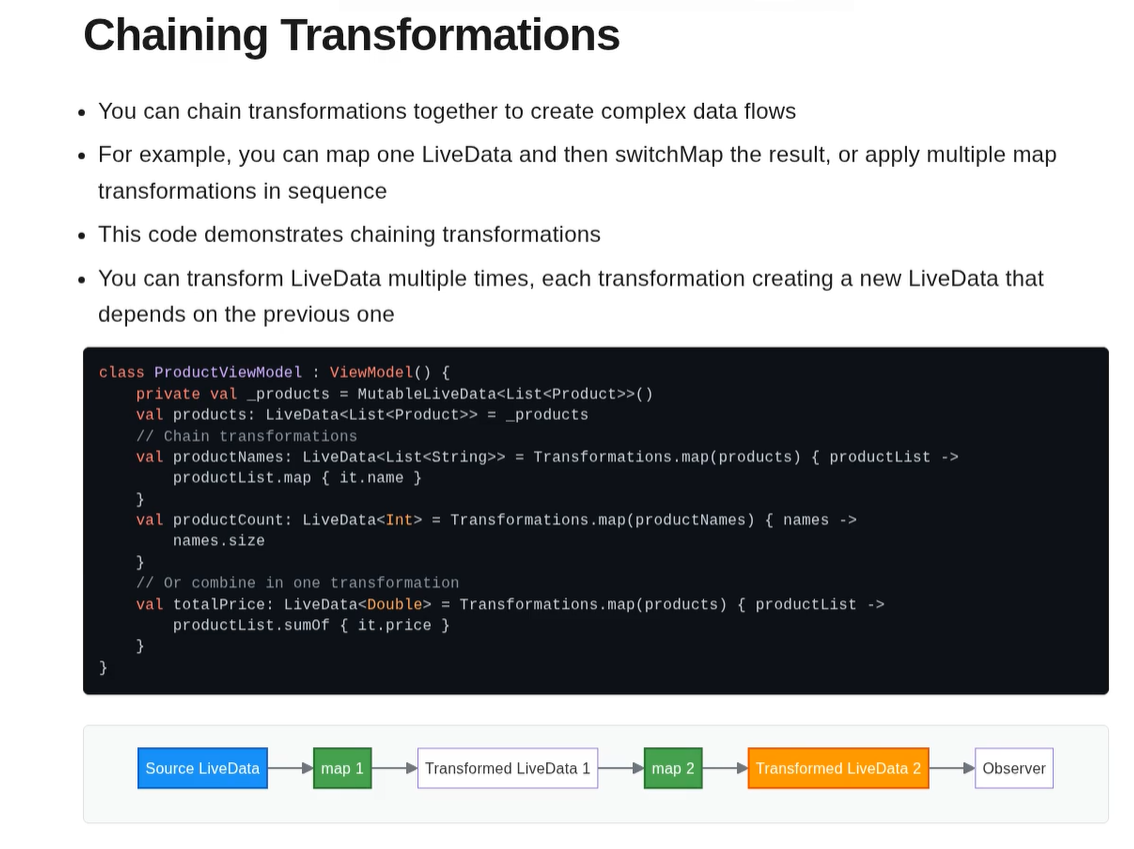 Chaining Transformations
• You can chain transformations together to create complex data flows
• For example, you can map one LiveData and then switchMap the result, or apply multiple map
transformations in sequence
• This code demonstrates chaining transformations
• You can transform LiveData multiple times, each transformation creating a new LiveData that
depends on the previous one
class ProductViewModel : ViewModel() {
    private val _products = MutableLiveData<List<Product>>()
    val products: LiveData<List<Product>> = _products
    // Chain transformations
    val productNames: LiveData<List<String>> = Transformations.map(products) { productList ->
        productList.map { it.name }
    }
    val productCount: LiveData<Int> = Transformations.map(productNames) { names ->
        names.size
    }
    // Or combine in one transformation
    val totalPrice: LiveData<Double> = Transformations.map(products) { productList ->
        productList.sumOf { it.price }
    }
}
Source LiveData
map 1
Transformed LiveData 1
map 2
Transformed LiveData 2
Observer